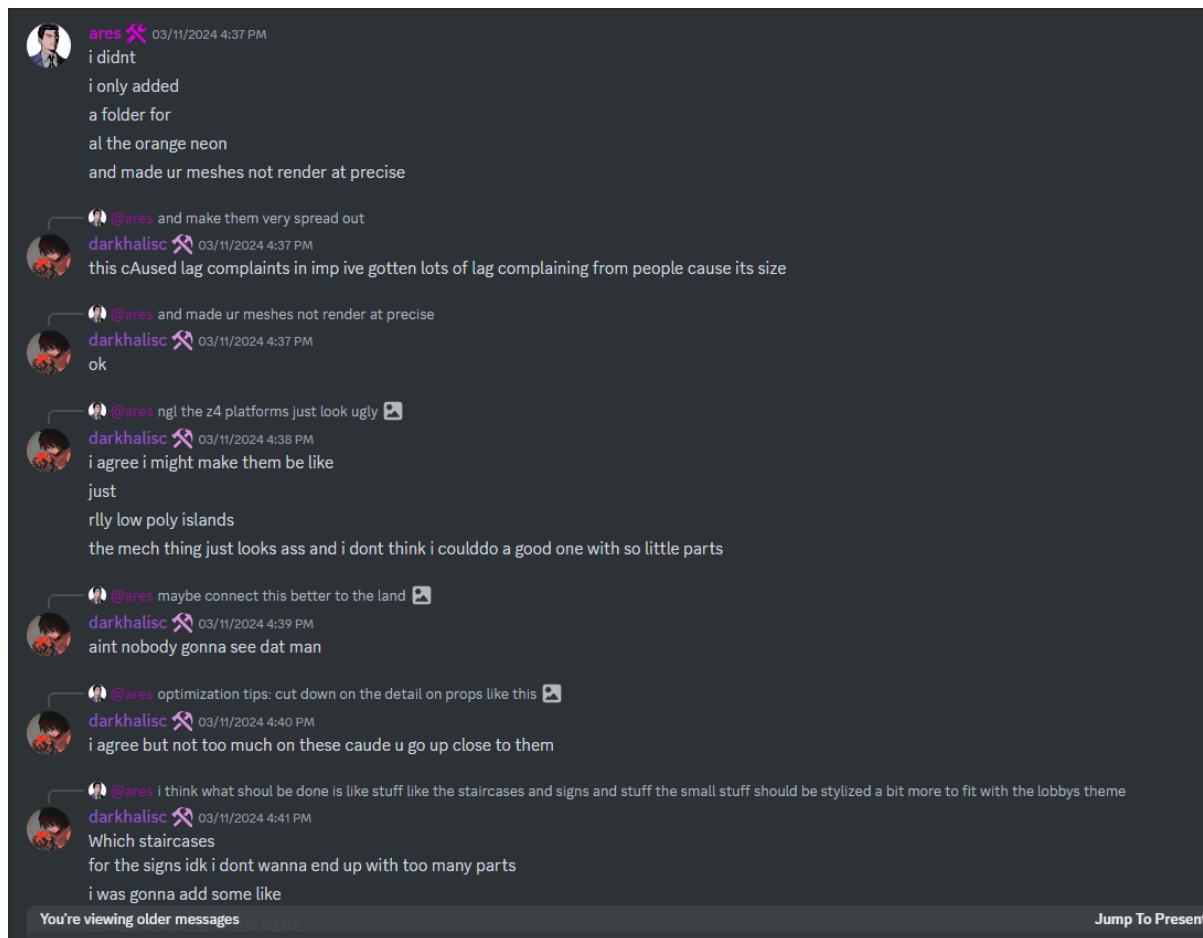 ares 03/11/2024 4:37 PM
i didnt
i only added
a folder for
al the orange neon
and made ur meshes not render at precise
@ares and make them very spread out
darkhalisc 03/11/2024 4:37 PM
this cAused lag complaints in imp ive gotten lots of lag complaining from people cause its size
@ares and made ur meshes not render at precise
darkhalisc 03/11/2024 4:37 PM
ok
@ares ngl the z4 platforms just look ugly
darkhalisc 03/11/2024 4:38 PM
i agree i might make them be like
just
rlly low poly islands
the mech thing just looks ass and i dont think i coulddo a good one with so little parts
@ares maybe connect this better to the land
darkhalisc 03/11/2024 4:39 PM
aint nobody gonna see dat man
@ares optimization tips: cut down on the detail on props like this
darkhalisc 03/11/2024 4:40 PM
i agree but not too much on these caude u go up close to them
@ares i think what shoul be done is like stuff like the staircases and signs and stuff the small stuff should be stylized a bit more to fit with the lobbys theme
darkhalisc 03/11/2024 4:41 PM
Which staircases
for the signs idk i dont wanna end up with too many parts
i was gonna add some like
You're viewing older messages the signs Jump To Present